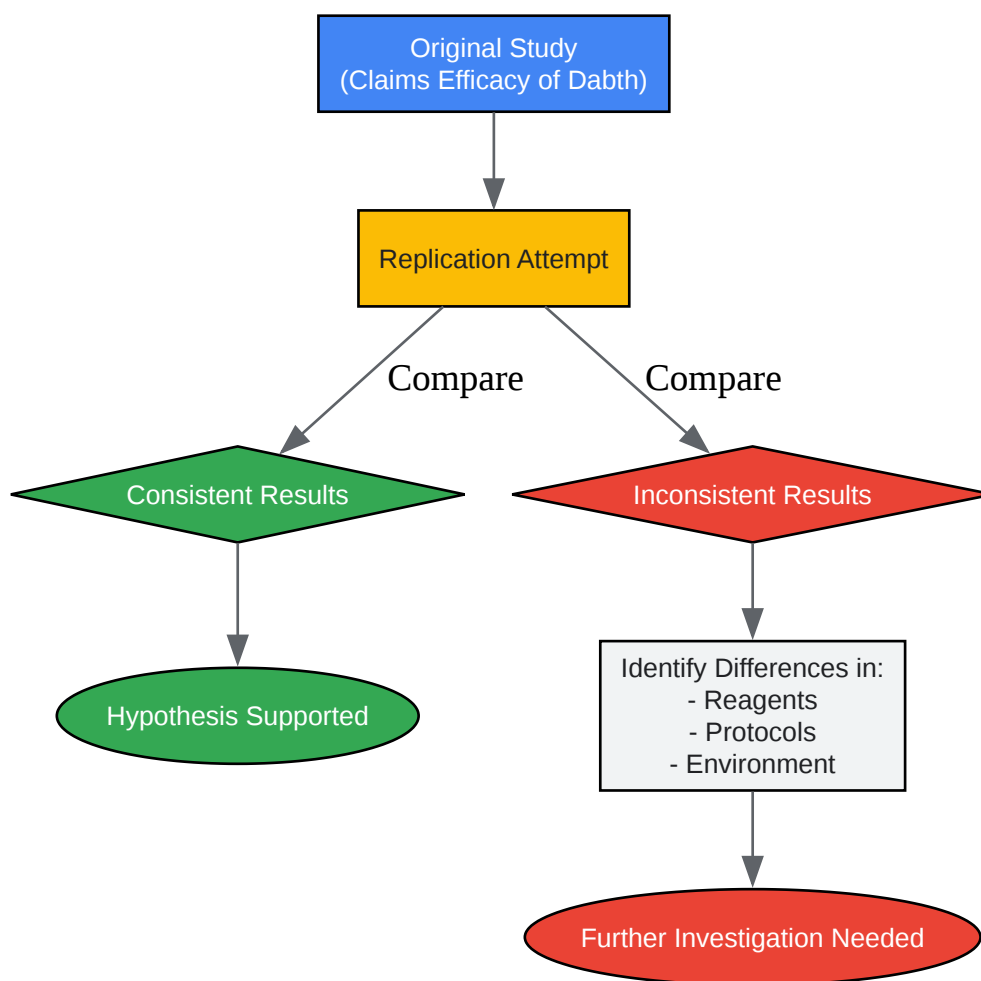 Original Study
(Claims Efficacy of Dabth)
Replication Attempt
Compare
Compare
Consistent Results
Inconsistent Results
Hypothesis Supported
Identify Differences in:
- Reagents
- Protocols
- Environment
Further Investigation Needed